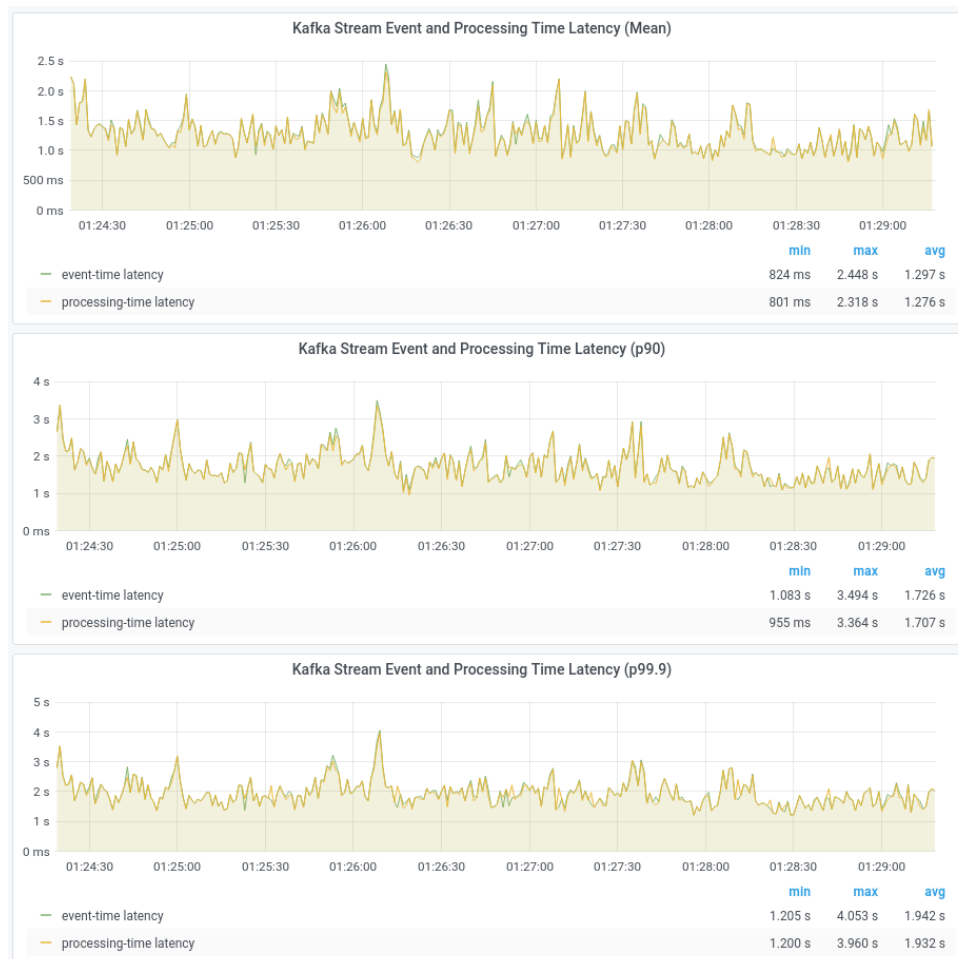 Kafka Stream Event and Processing Time Latency (Mean)
2.5 s
2.0 s
1.5 s
1.0 s
500 ms
0 ms
01:24:30 01:25:00 01:25:30 01:26:00 01:26:30 01:27:00 01:27:30 01:28:00 01:28:30 01:29:00
min max avg
event-time latency 824 ms 2.448 s 1.297 s
processing-time latency 801 ms 2.318 s 1.276 s
Kafka Stream Event and Processing Time Latency (p90)
4 s
3 s
2 s
1 s
0 ms
01:24:30 01:25:00 01:25:30 01:26:00 01:26:30 01:27:00 01:27:30 01:28:00 01:28:30 01:29:00
min max avg
event-time latency 1.083 s 3.494 s 1.726 s
processing-time latency 955 ms 3.364 s 1.707 s
Kafka Stream Event and Processing Time Latency (p99.9)
5 s
4 s
3 s
2 s
1 s
0 ms
01:24:30 01:25:00 01:25:30 01:26:00 01:26:30 01:27:00 01:27:30 01:28:00 01:28:30 01:29:00
min max avg
event-time latency 1.205 s 4.053 s 1.942 s
processing-time latency 1.200 s 3.960 s 1.932 s